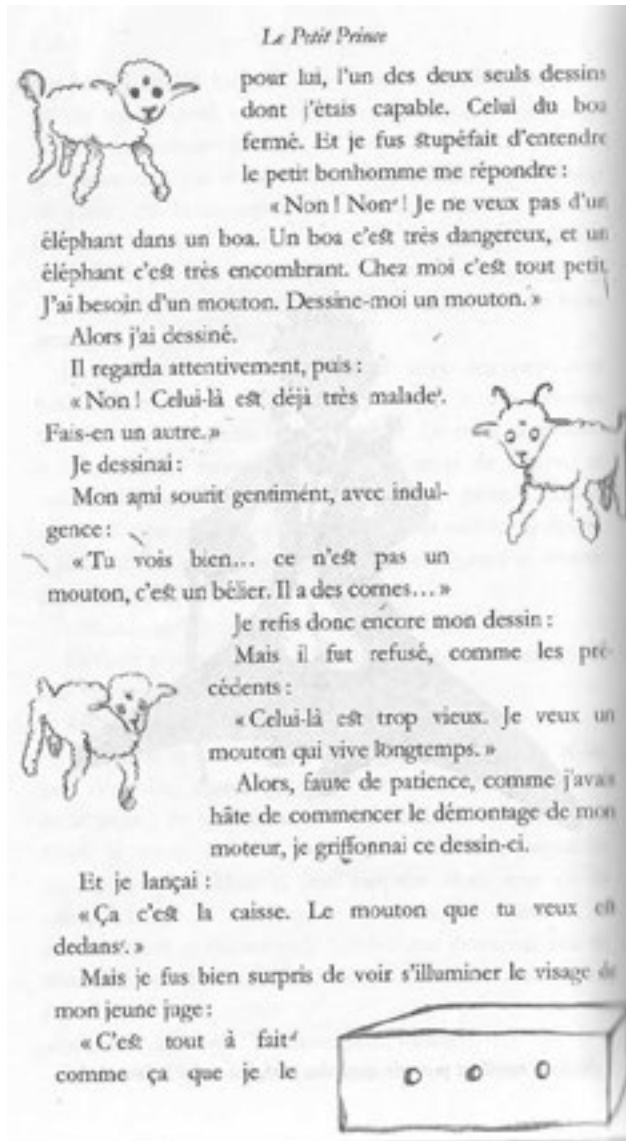 Le Petit Prince
pour lui, l'un des deux seuls dessins
dont j'étais capable. Celui du boa
fermé. Et je fus stupéfait d'entendre
le petit bonhomme me répondre :
« Non ! Nonᵃ ! Je ne veux pas d'un
éléphant dans un boa. Un boa c'est très dangereux, et un
éléphant c'est très encombrant. Chez moi c'est tout petit.
J'ai besoin d'un mouton. Dessine-moi un mouton. »
Alors j'ai dessiné.
Il regarda attentivement, puis :
« Non ! Celui-là est déjà très maladeᵇ.
Fais-en un autre. »
Je dessinai :
Mon ami sourit gentiment, avec indul-
gence :
« Tu vois bien... ce n'est pas un
mouton, c'est un bélier. Il a des cornes... »
Je refis donc encore mon dessin :
Mais il fut refusé, comme les pré-
cédents :
« Celui-là est trop vieux. Je veux un
mouton qui vive longtemps. »
Alors, faute de patience, comme j'avais
hâte de commencer le démontage de mon
moteur, je griffonnai ce dessin-ci.
Et je lançai :
« Ça c'est la caisse. Le mouton que tu veux est
dedansᶜ. »
Mais je fus bien surpris de voir s'illuminer le visage de
mon jeune juge :
« C'est tout à faitᵈ
comme ça que je le